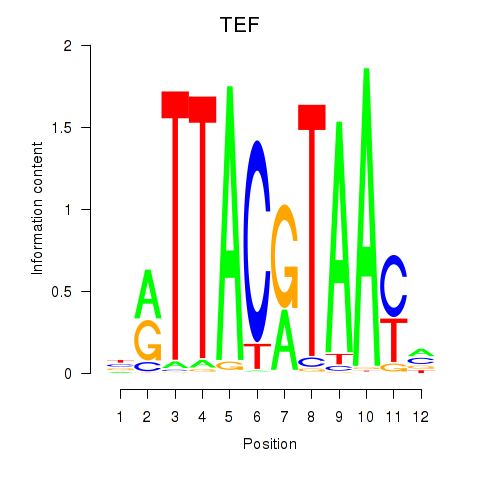 TEF
Information content
2
1.5
1
0.5
0
A G C
T A
T A
A G
C T
G A
T C
A T C
A
C T G
A C
1 2 3 4 5 6 7 8 9 10 11 12
Position